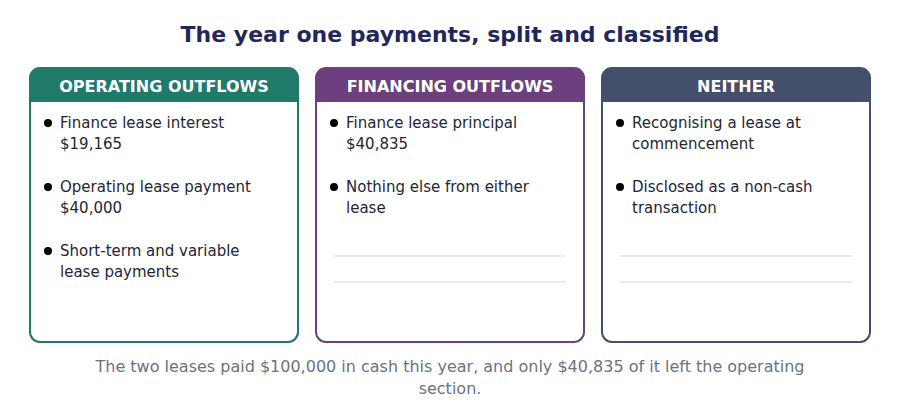 The year one payments, split and classified
OPERATING OUTFLOWS
Finance lease interest
$19,165
Operating lease payment
$40,000
Short-term and variable
lease payments
FINANCING OUTFLOWS
Finance lease principal
$40,835
Nothing else from either
lease
NEITHER
Recognising a lease at
commencement
Disclosed as a non-cash
transaction
The two leases paid $100,000 in cash this year, and only $40,835 of it left the operating
section.